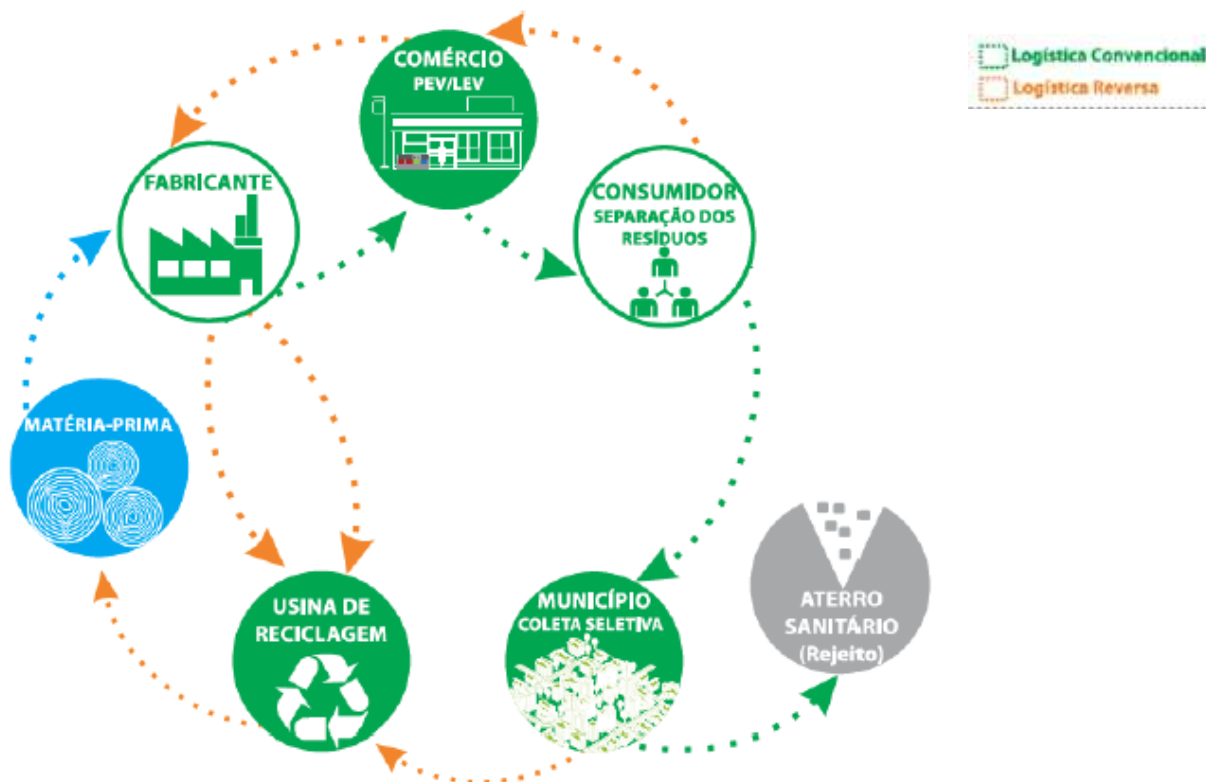 COMÉRCIO
PEV/LEV
Logística Convencional
Logística Reversa
FABRICANTE
CONSUMIDOR
SEPARAÇÃO DOS
RESÍDUOS
MATÉRIA-PRIMA
USINA DE
RECICLAGEM
MUNICÍPIO
COLETA SELETIVA
ATERRO
SANITÁRIO
(Rejeito)